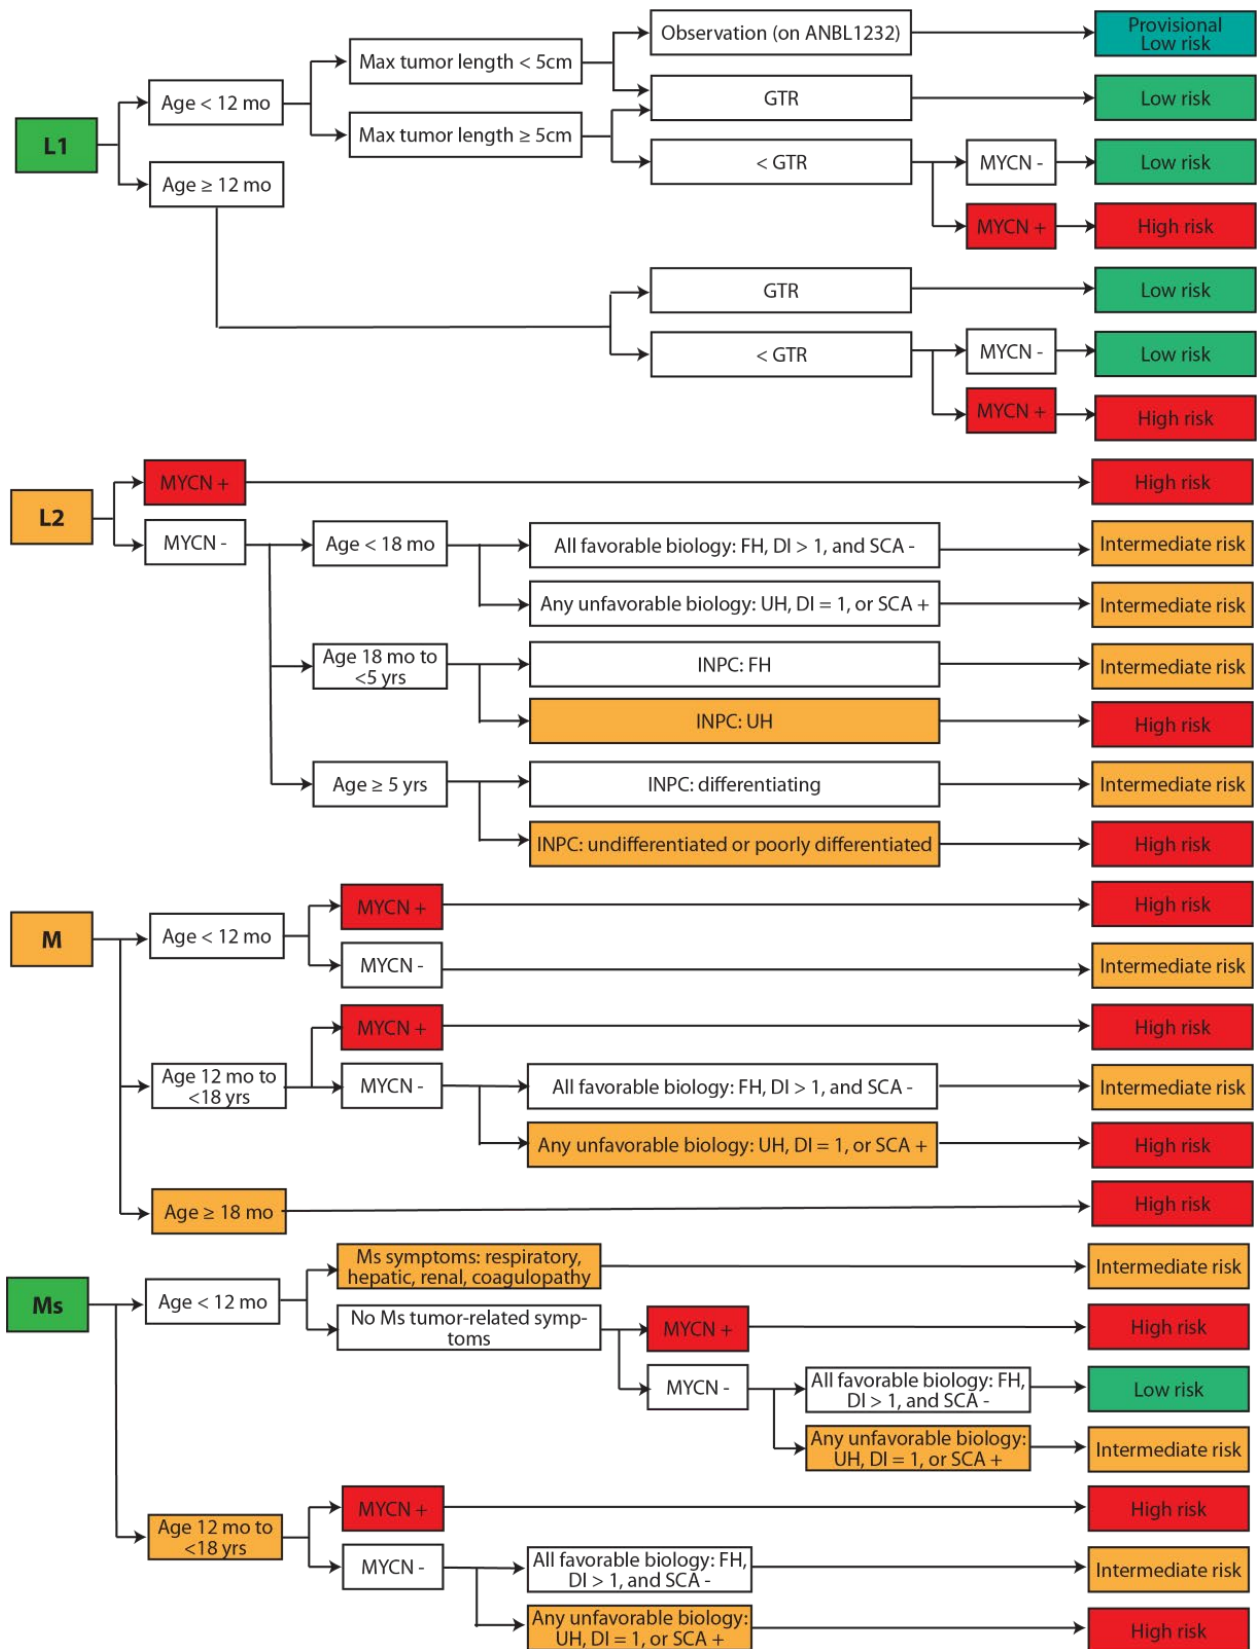 L1
Age < 12 mo
Age ≥ 12 mo
Max tumor length < 5cm
Max tumor length ≥ 5cm
Observation (on ANBL1232)
Provisional
Low risk
GTR
Low risk
< GTR
MYCN -
Low risk
MYCN +
High risk
GTR
Low risk
< GTR
MYCN -
Low risk
MYCN +
High risk
L2
MYCN +
High risk
MYCN -
Age < 18 mo
All favorable biology: FH, DI > 1, and SCA -
Intermediate risk
Any unfavorable biology: UH, DI = 1, or SCA +
Intermediate risk
Age 18 mo to
<5 yrs
INPC: FH
Intermediate risk
INPC: UH
High risk
Age ≥ 5 yrs
INPC: differentiating
Intermediate risk
INPC: undifferentiated or poorly differentiated
High risk
M
Age < 12 mo
MYCN +
High risk
MYCN -
Intermediate risk
Age 12 mo to
<18 yrs
MYCN +
High risk
MYCN -
All favorable biology: FH, DI > 1, and SCA -
Intermediate risk
Any unfavorable biology: UH, DI = 1, or SCA +
High risk
Age ≥ 18 mo
High risk
Ms
Age < 12 mo
Ms symptoms: respiratory,
hepatic, renal, coagulopathy
Intermediate risk
No Ms tumor-related symp-
toms
MYCN +
High risk
MYCN -
All favorable biology: FH,
DI > 1, and SCA -
Low risk
Any unfavorable biology:
UH, DI = 1, or SCA +
Intermediate risk
Age 12 mo to
<18 yrs
MYCN +
High risk
MYCN -
All favorable biology: FH,
DI > 1, and SCA -
Intermediate risk
Any unfavorable biology:
UH, DI = 1, or SCA +
High risk